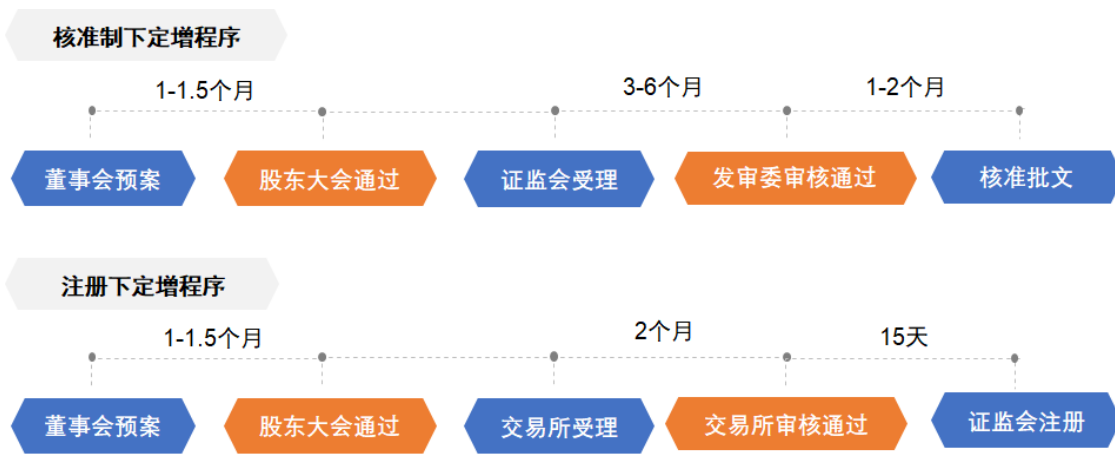 核准制下定增程序
1-1.5个月
3-6个月
1-2个月
董事会预案
股东大会通过
证监会受理
发审委审核通过
核准批文
注册下定增程序
1-1.5个月
2个月
15天
董事会预案
股东大会通过
交易所受理
交易所审核通过
证监会注册